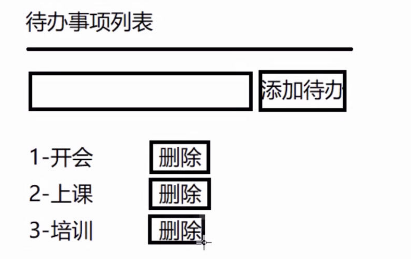 待办事项列表
添加待办
1-开会 删除
2-上课 删除
3-培训 删除